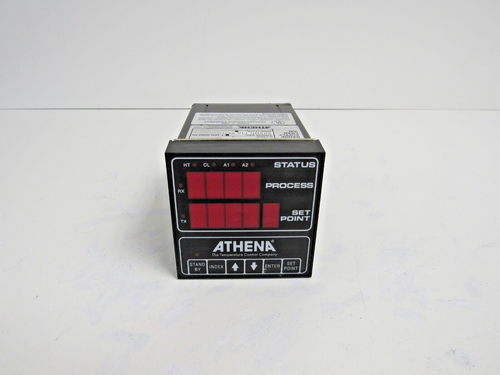 ATHENA
HT CL A1 A2 STATUS
RX PROCESS
TX SET
POINT
ATHENA®
The Temperature Control Company
STAND
BY INDEX ENTER SET
POINT